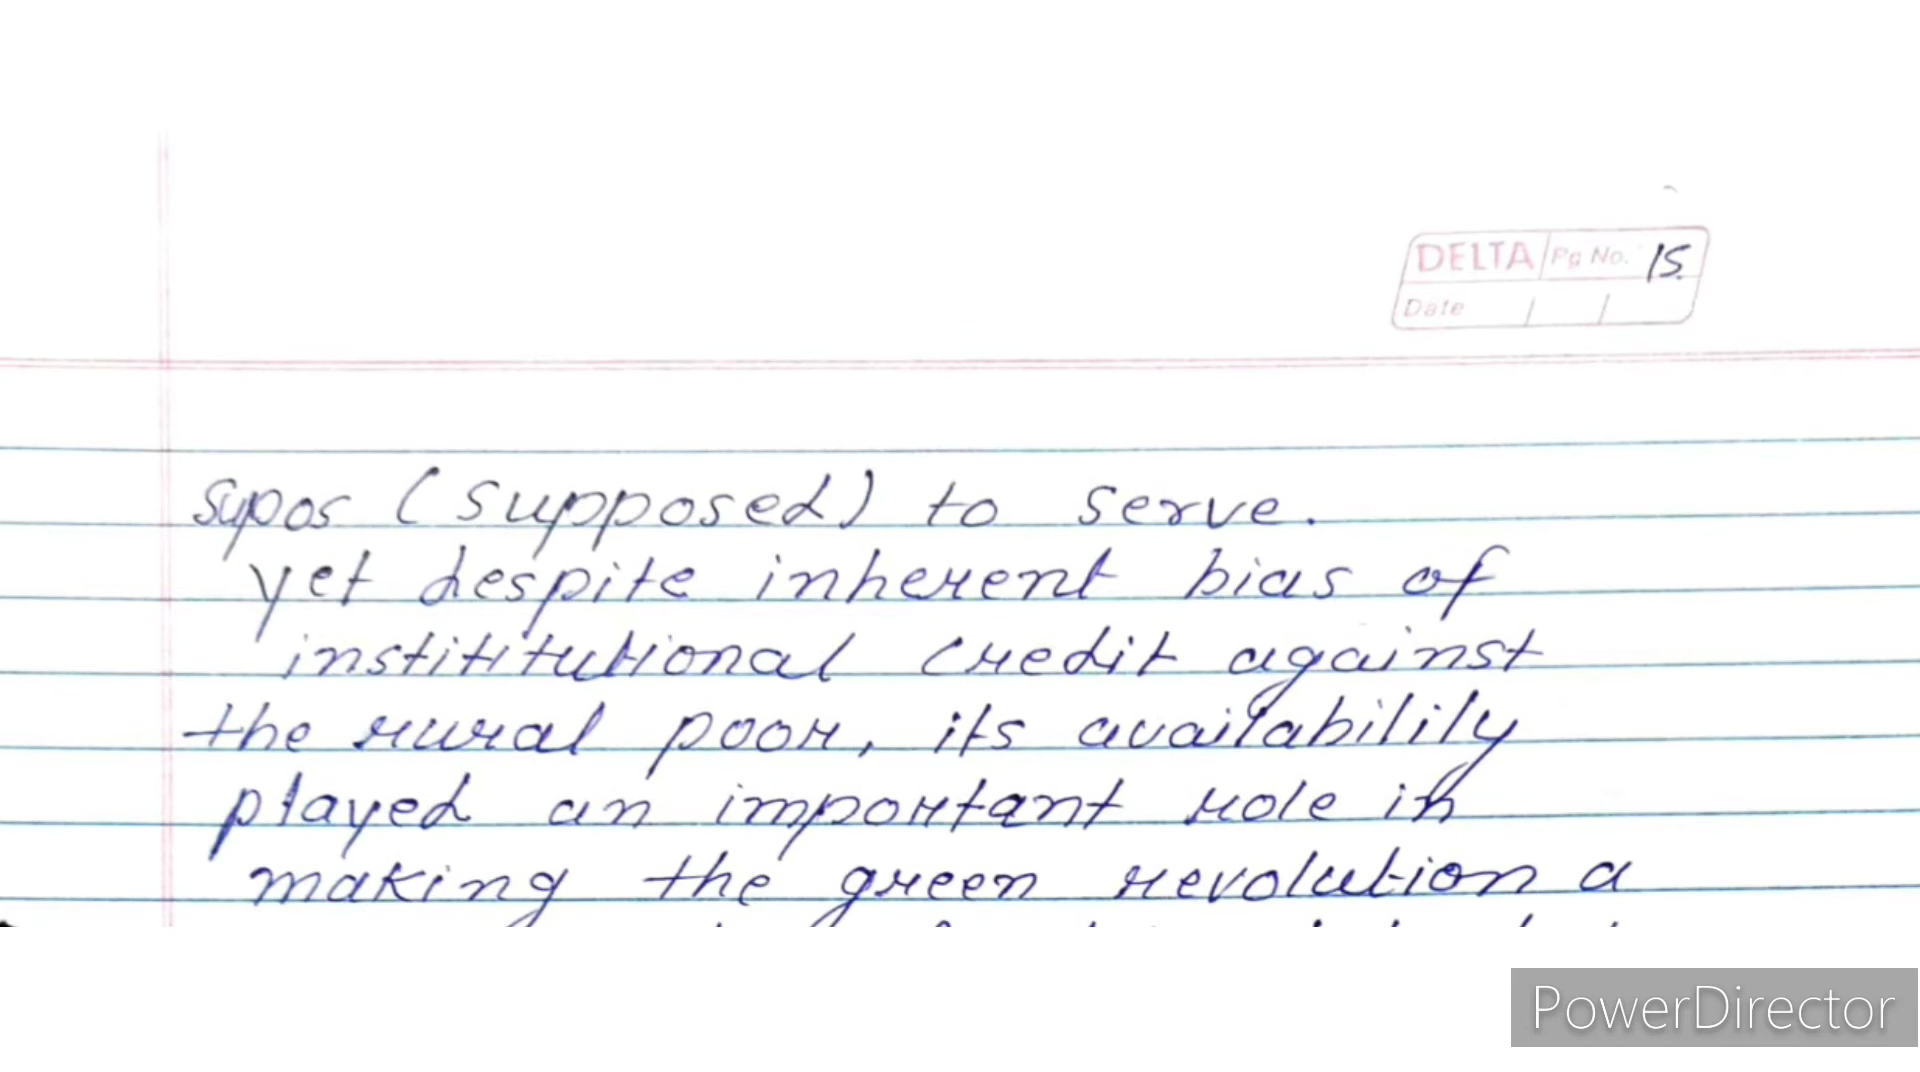 DELTA Pg No. 15.
Date
Supos (supposed) to serve.
yet despite inherent bias of
instititutional credit against
the rural poor, its availability
played an important role in
making the green revolution a
PowerDirector